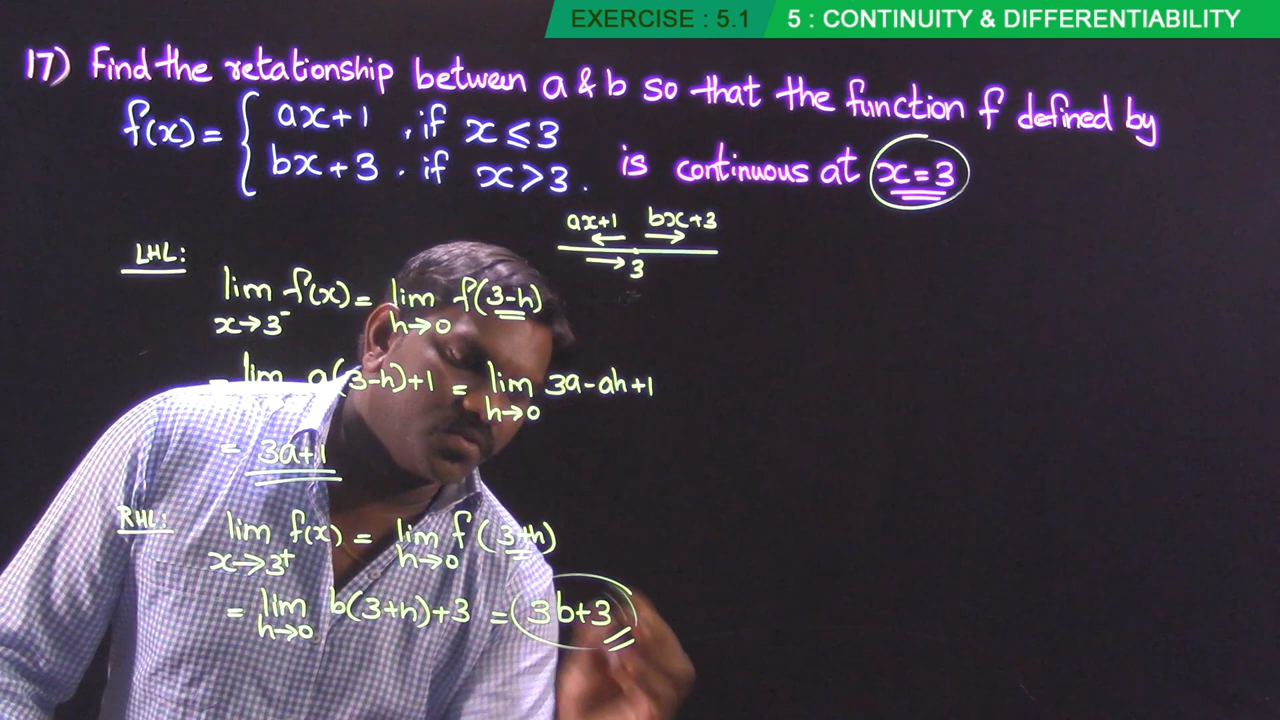 EXERCISE : 5.1 5 : CONTINUITY & DIFFERENTIABILITY
17) Find the retationship between a & b so that the function f defined by
f(x) = { ax+1 , if x ≤ 3
bx + 3 , if x > 3 . is continuous at x = 3
ax+1 bx+3
← →
→ 3
LHL:
lim x→3⁻ f(x) = lim h→0 f(3-h)
= lim a(3-h)+1 = lim h→0 3a-ah+1
= 3a+1
RHL: lim x→3⁺ f(x) = lim h→0 f(3+h)
= lim h→0 b(3+h)+3 = 3b+3